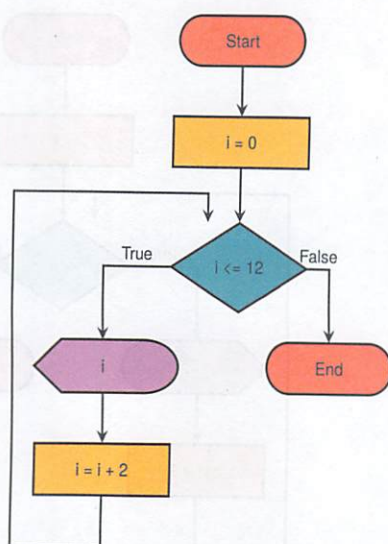 Start
i = 0
i <= 12
True
False
i
End
i = i + 2